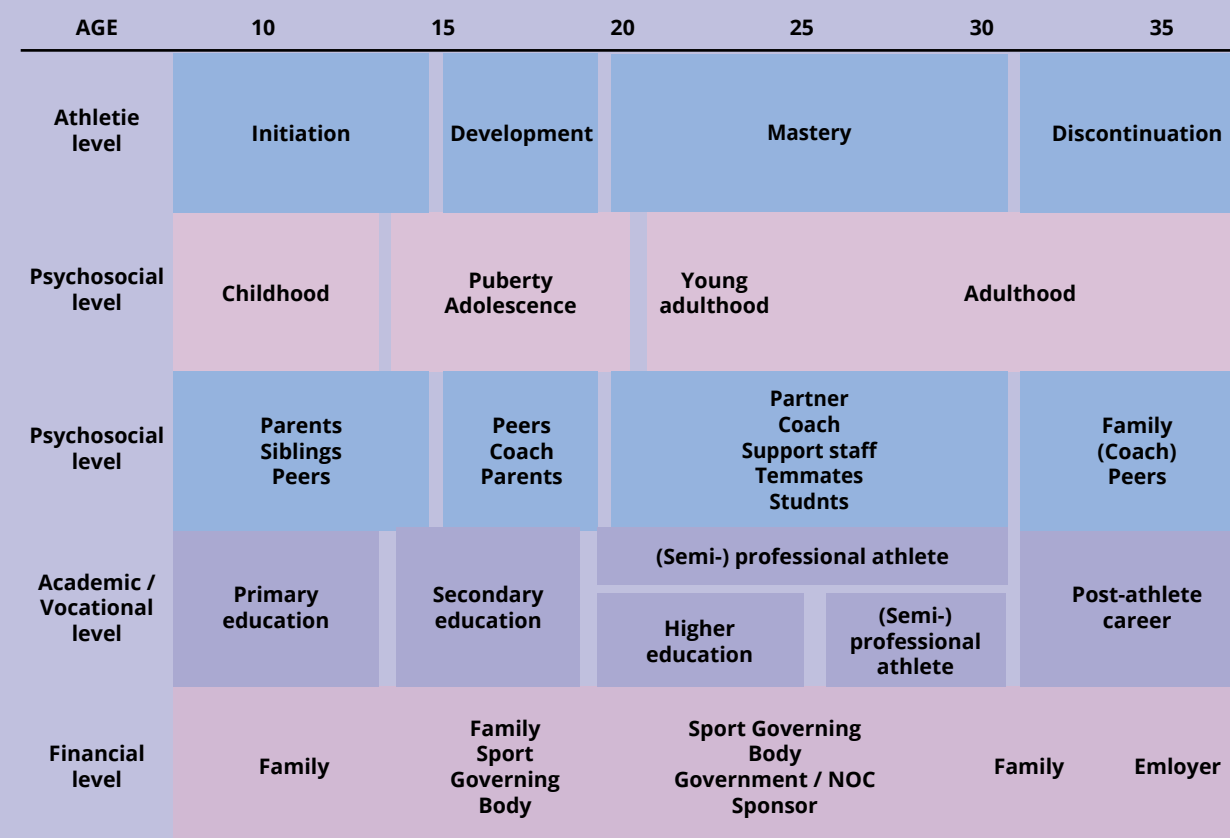 AGE 10 15 20 25 30 35
Athletie
level
Initiation
Development
Mastery
Discontinuation
Psychosocial
level
Childhood
Puberty
Adolescence
Young
adulthood
Adulthood
Psychosocial
level
Parents
Siblings
Peers
Peers
Coach
Parents
Partner
Coach
Support staff
Temmates
Studnts
Family
(Coach)
Peers
Academic /
Vocational
level
Primary
education
Secondary
education
(Semi-) professional athlete
Higher
education
(Semi-)
professional
athlete
Post-athlete
career
Financial
level
Family
Family
Sport
Governing
Body
Sport Governing
Body
Government / NOC
Sponsor
Family
Emloyer